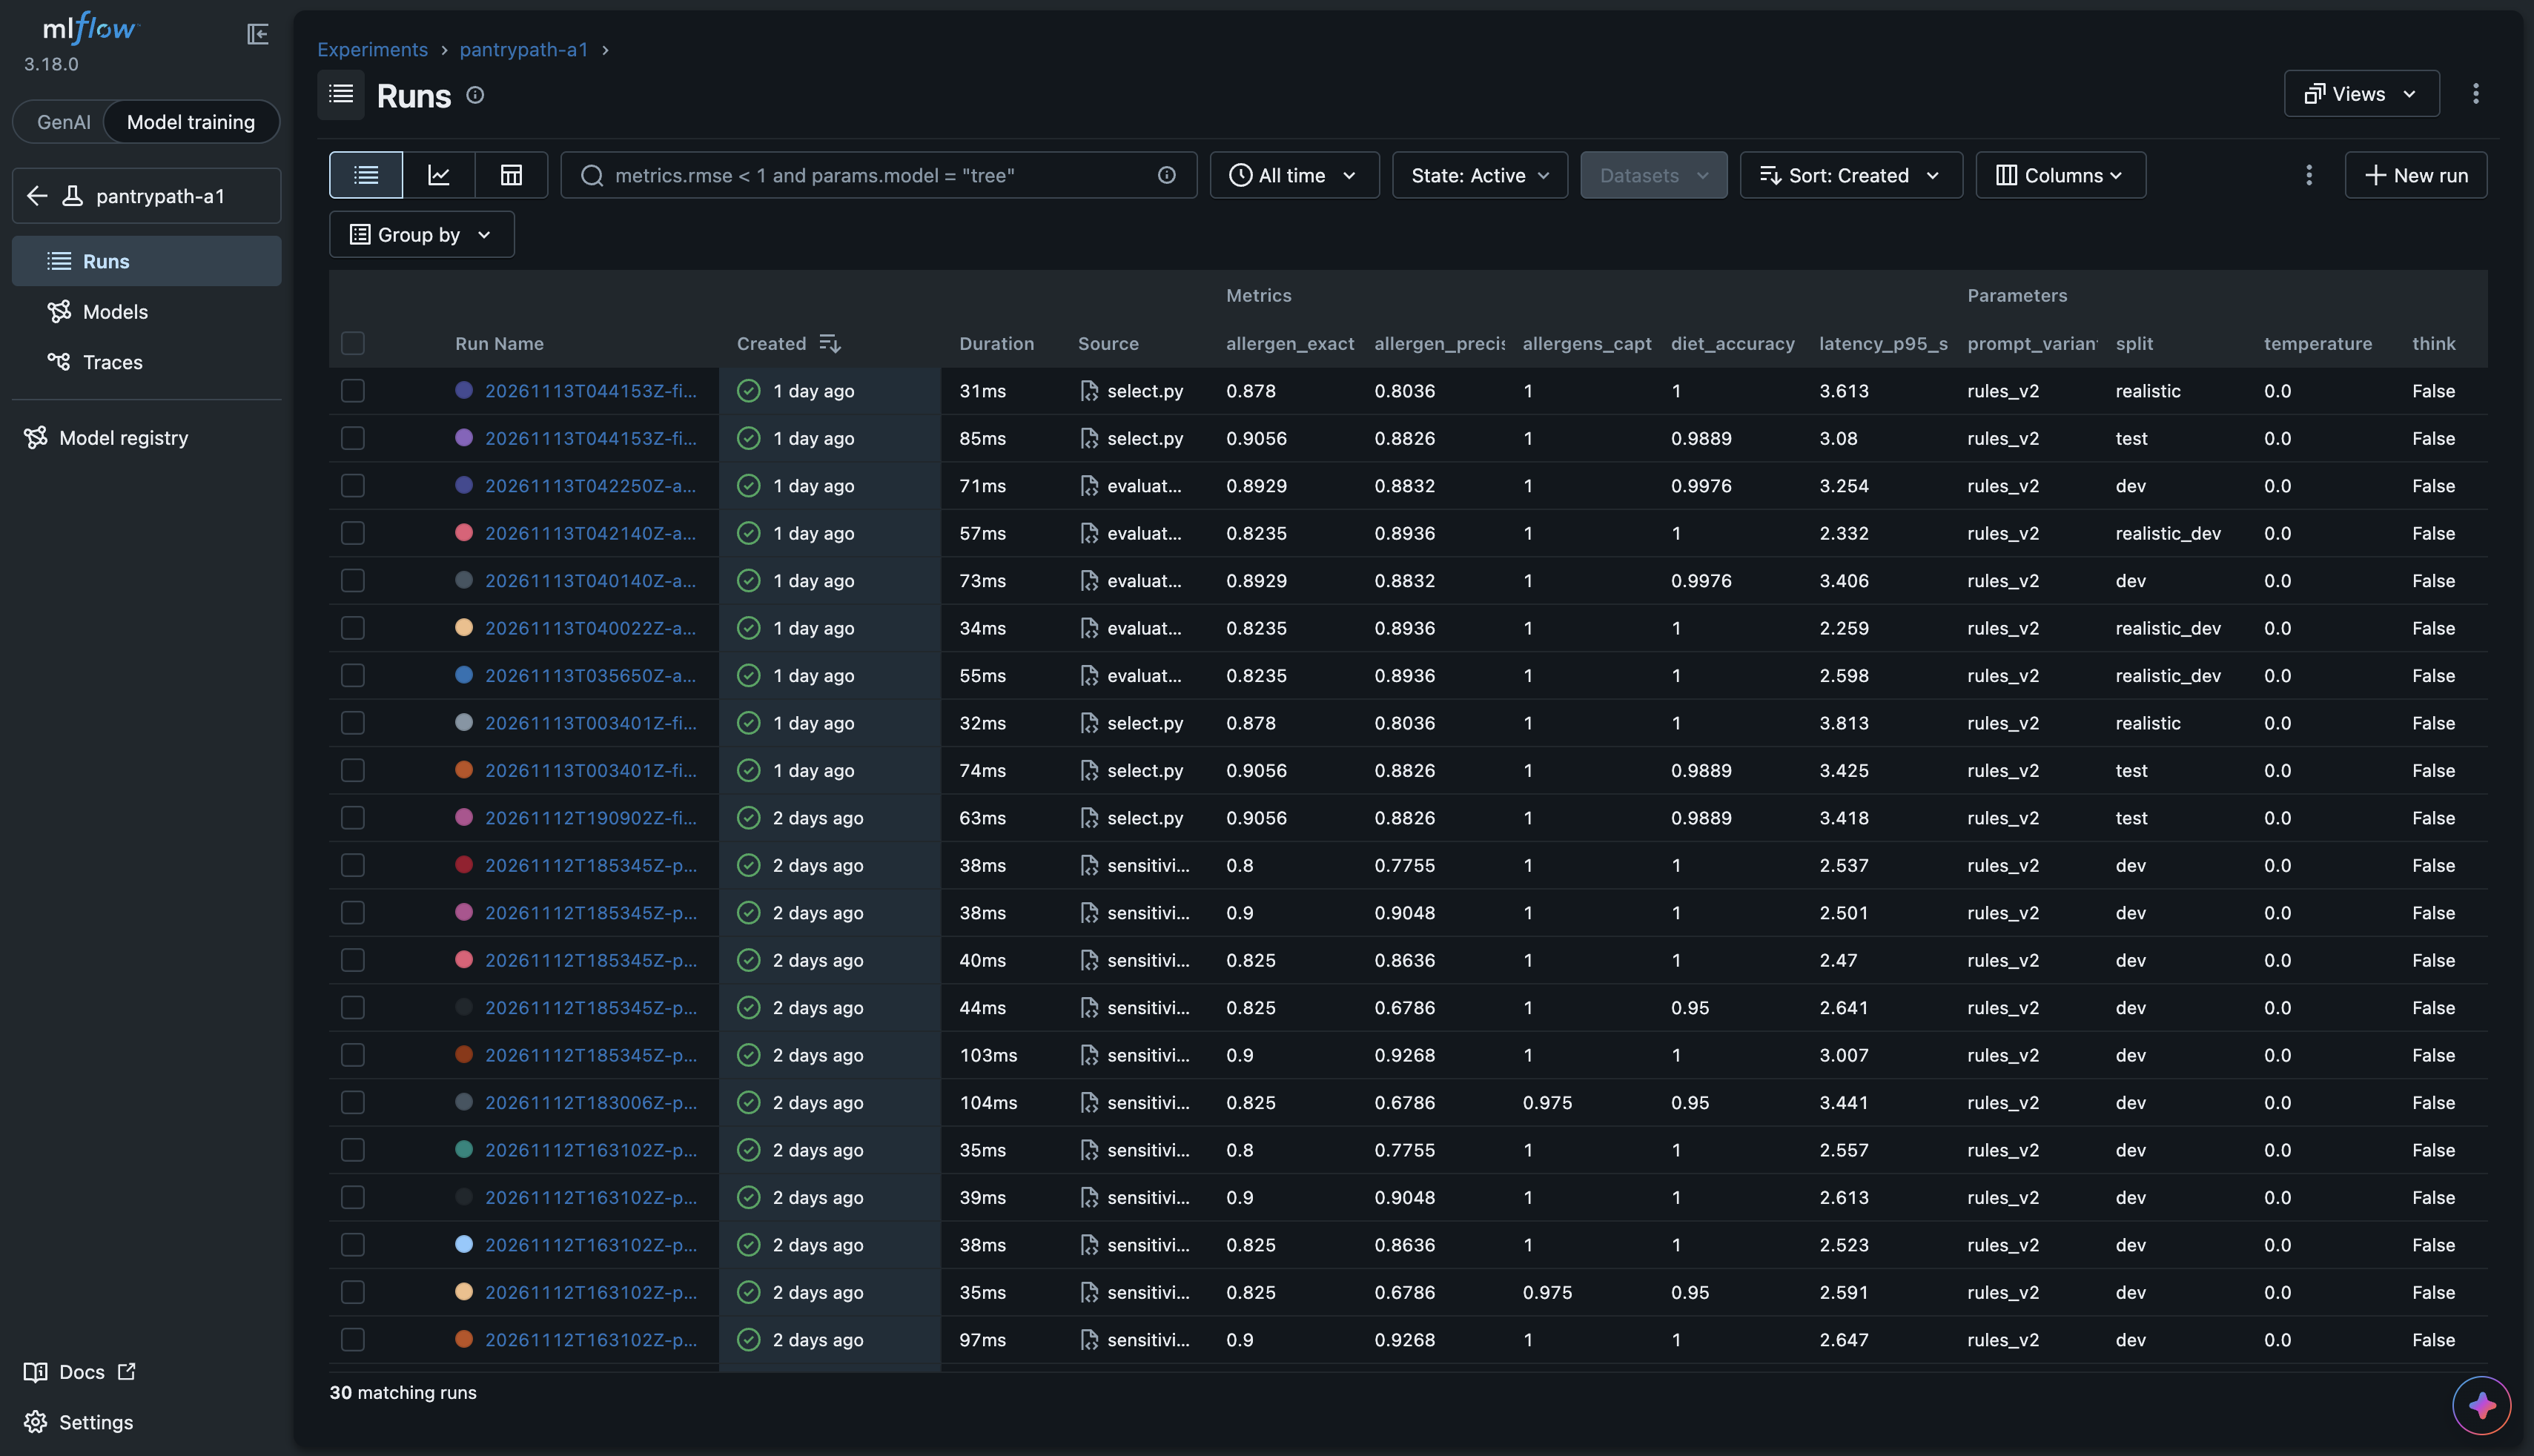 mlflow
3.18.0
GenAI Model training
pantrypath-a1
Runs
Models
Traces
Model registry
Docs
Settings
Experiments > pantrypath-a1 >
Runs
Views
metrics.rmse < 1 and params.model = "tree"
All time
State: Active
Datasets
Sort: Created
Columns
New run
Group by
Metrics Parameters
Run Name Created Duration Source allergen_exact allergen_precis allergens_capt diet_accuracy latency_p95_s prompt_variant split temperature think
20261113T044153Z-fi... 1 day ago 31ms select.py 0.878 0.8036 1 1 3.613 rules_v2 realistic 0.0 False
20261113T044153Z-fi... 1 day ago 85ms select.py 0.9056 0.8826 1 0.9889 3.08 rules_v2 test 0.0 False
20261113T042250Z-a... 1 day ago 71ms evaluat... 0.8929 0.8832 1 0.9976 3.254 rules_v2 dev 0.0 False
20261113T042140Z-a... 1 day ago 57ms evaluat... 0.8235 0.8936 1 1 2.332 rules_v2 realistic_dev 0.0 False
20261113T040140Z-a... 1 day ago 73ms evaluat... 0.8929 0.8832 1 0.9976 3.406 rules_v2 dev 0.0 False
20261113T040022Z-a... 1 day ago 34ms evaluat... 0.8235 0.8936 1 1 2.259 rules_v2 realistic_dev 0.0 False
20261113T035650Z-a... 1 day ago 55ms evaluat... 0.8235 0.8936 1 1 2.598 rules_v2 realistic_dev 0.0 False
20261113T003401Z-fi... 1 day ago 32ms select.py 0.878 0.8036 1 1 3.813 rules_v2 realistic 0.0 False
20261113T003401Z-fi... 1 day ago 74ms select.py 0.9056 0.8826 1 0.9889 3.425 rules_v2 test 0.0 False
20261112T190902Z-fi... 2 days ago 63ms select.py 0.9056 0.8826 1 0.9889 3.418 rules_v2 test 0.0 False
20261112T185345Z-p... 2 days ago 38ms sensitivi... 0.8 0.7755 1 1 2.537 rules_v2 dev 0.0 False
20261112T185345Z-p... 2 days ago 38ms sensitivi... 0.9 0.9048 1 1 2.501 rules_v2 dev 0.0 False
20261112T185345Z-p... 2 days ago 40ms sensitivi... 0.825 0.8636 1 1 2.47 rules_v2 dev 0.0 False
20261112T185345Z-p... 2 days ago 44ms sensitivi... 0.825 0.6786 1 0.95 2.641 rules_v2 dev 0.0 False
20261112T185345Z-p... 2 days ago 103ms sensitivi... 0.9 0.9268 1 1 3.007 rules_v2 dev 0.0 False
20261112T183006Z-p... 2 days ago 104ms sensitivi... 0.825 0.6786 0.975 0.95 3.441 rules_v2 dev 0.0 False
20261112T163102Z-p... 2 days ago 35ms sensitivi... 0.8 0.7755 1 1 2.557 rules_v2 dev 0.0 False
20261112T163102Z-p... 2 days ago 39ms sensitivi... 0.9 0.9048 1 1 2.613 rules_v2 dev 0.0 False
20261112T163102Z-p... 2 days ago 38ms sensitivi... 0.825 0.8636 1 1 2.523 rules_v2 dev 0.0 False
20261112T163102Z-p... 2 days ago 35ms sensitivi... 0.825 0.6786 0.975 0.95 2.591 rules_v2 dev 0.0 False
20261112T163102Z-p... 2 days ago 97ms sensitivi... 0.9 0.9268 1 1 2.647 rules_v2 dev 0.0 False
30 matching runs